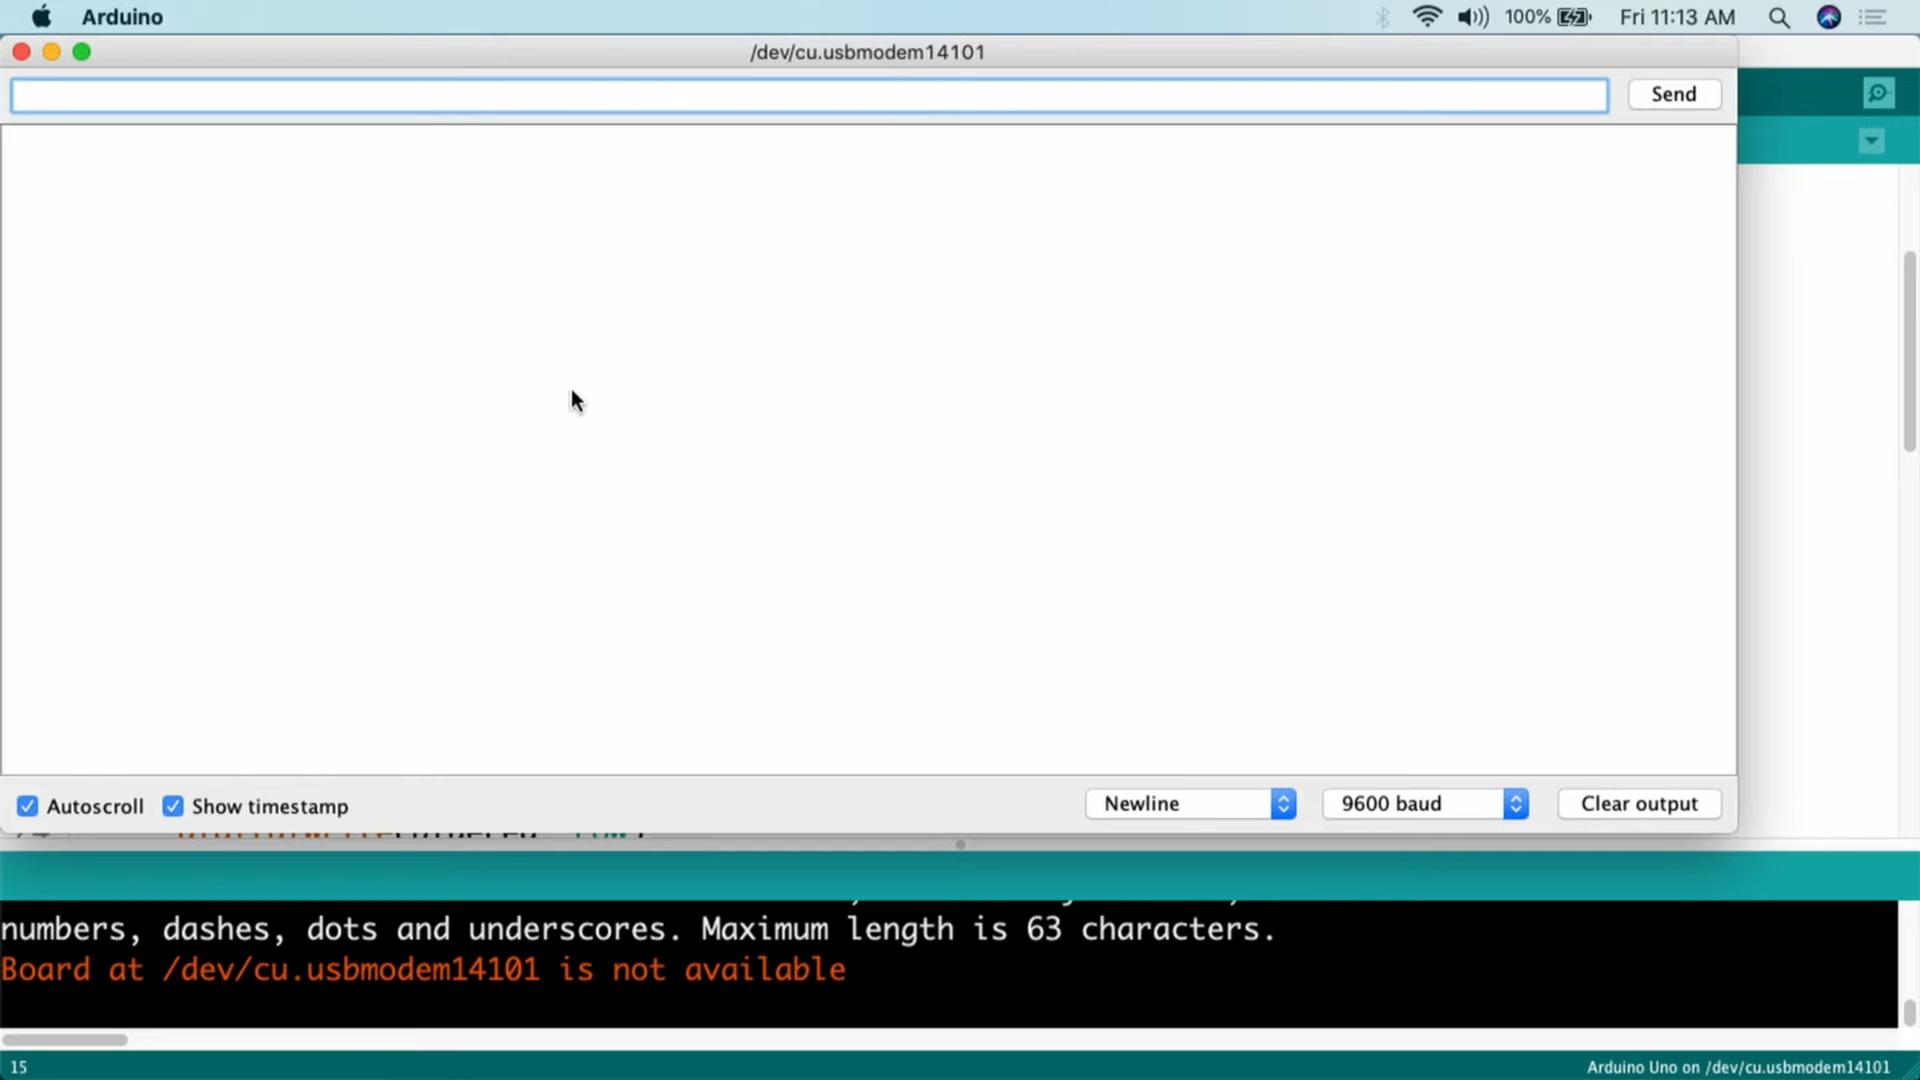 Arduino
100%
Fri 11:13 AM
/dev/cu.usbmodem14101
Send
Autoscroll
Show timestamp
Newline
9600 baud
Clear output
numbers, dashes, dots and underscores. Maximum length is 63 characters.
Board at /dev/cu.usbmodem14101 is not available
15
Arduino Uno on /dev/cu.usbmodem14101